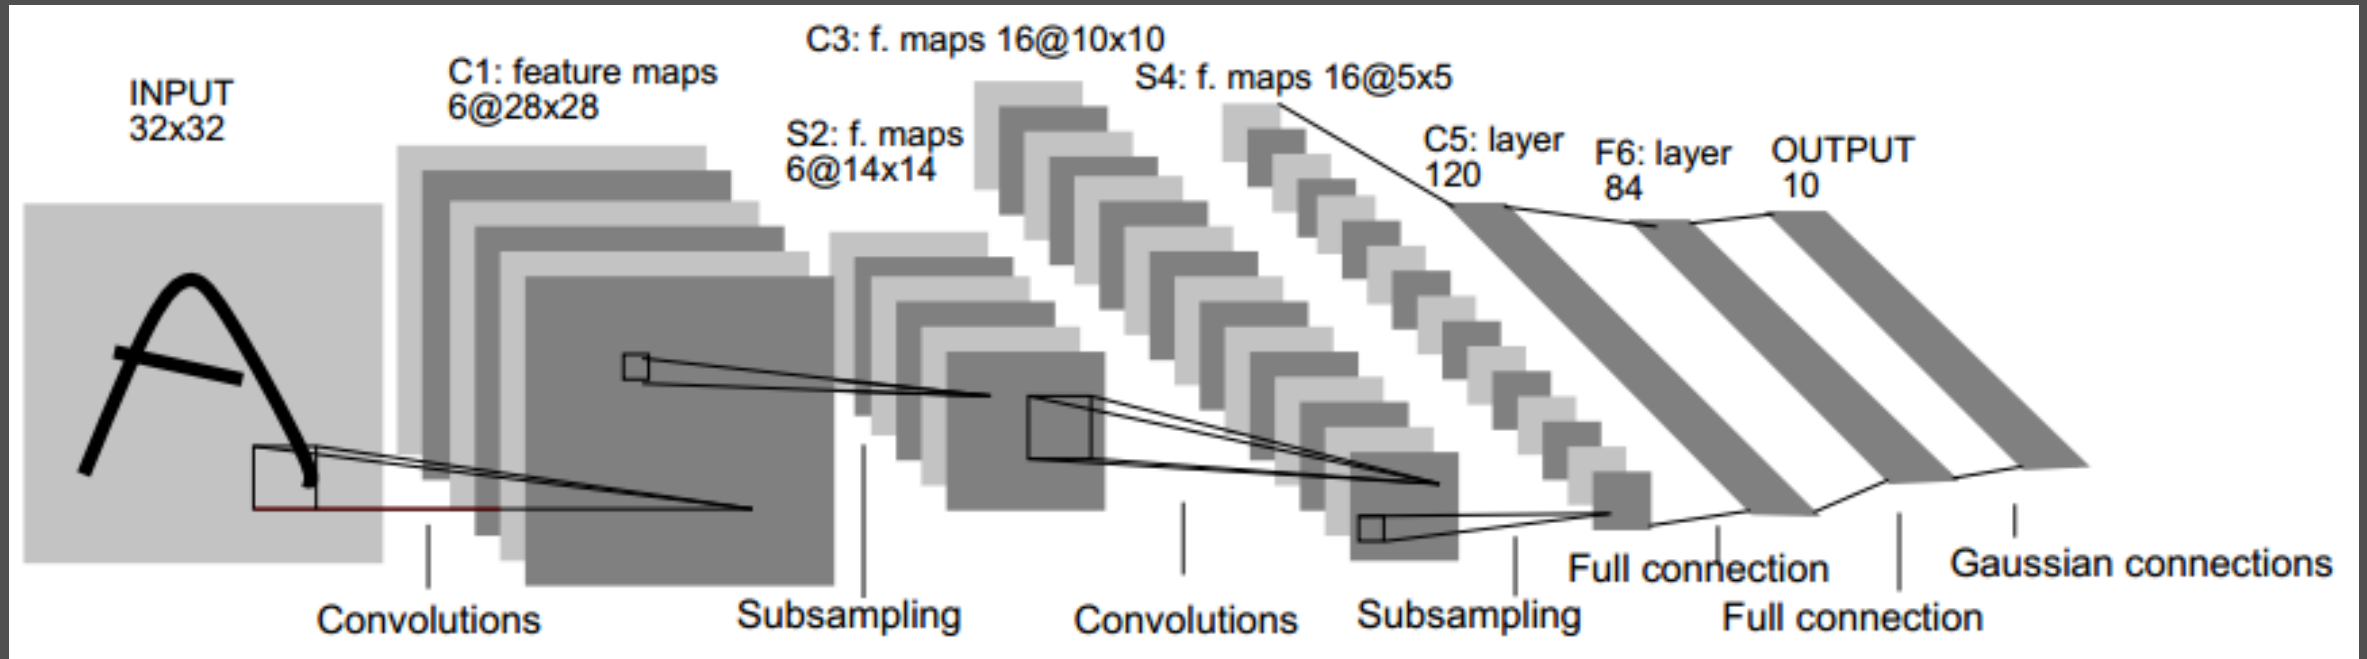 INPUT
32x32
C1: feature maps
6@28x28
S2: f. maps
6@14x14
C3: f. maps 16@10x10
S4: f. maps 16@5x5
C5: layer
120
F6: layer
84
OUTPUT
10
Convolutions
Subsampling
Convolutions
Subsampling
Full connection
Full connection
Gaussian connections